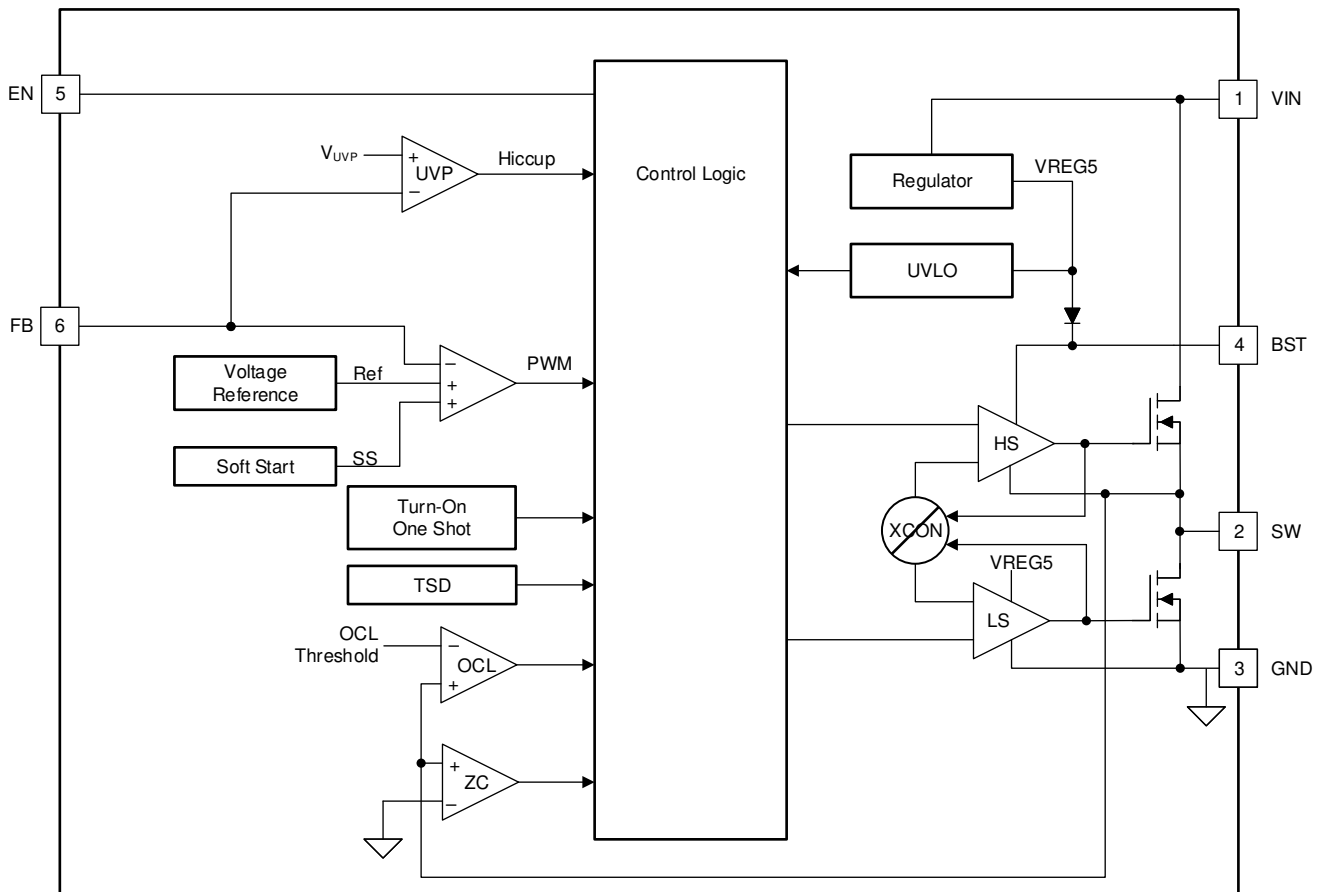 EN
5
V_UVP
+
UVP
−
Hiccup
Control Logic
1
VIN
Regulator
VREG5
UVLO
FB
6
4
BST
Voltage
Reference
Ref
−
+
+
PWM
Soft Start
SS
HS
Turn-On
One Shot
XCON
2
SW
TSD
VREG5
LS
OCL
Threshold
−
OCL
+
3
GND
+
ZC
−